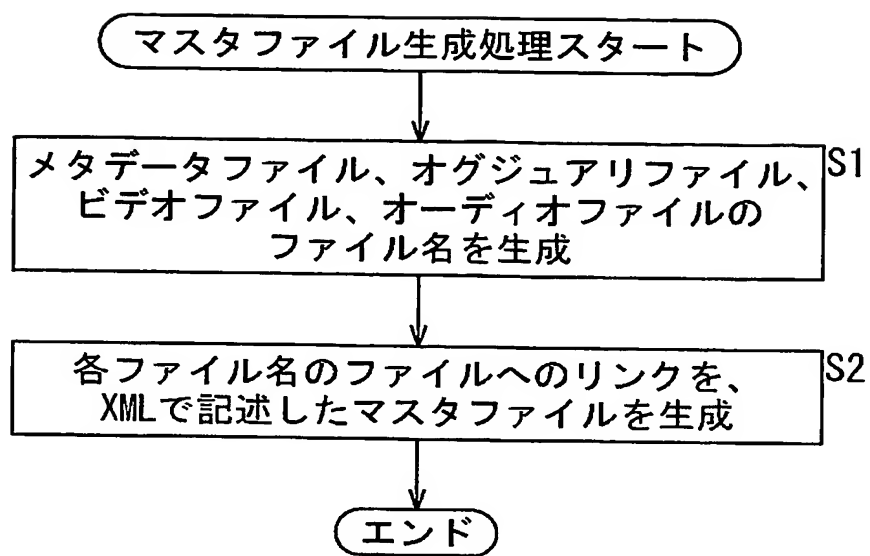 マスタファイル生成処理スタート
メタデータファイル、オグジュアリファイル、 S1
ビデオファイル、オーディオファイルの
ファイル名を生成
各ファイル名のファイルへのリンクを、 S2
XMLで記述したマスタファイルを生成
エンド